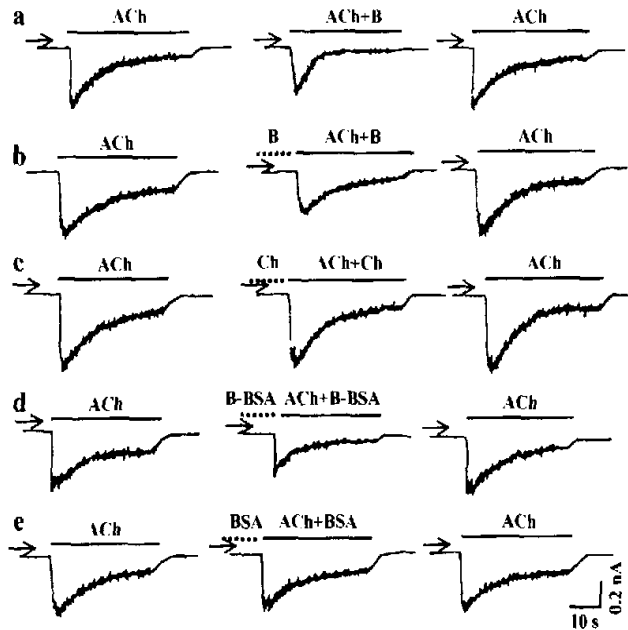 a ACh ACh+B ACh
b ACh B ACh+B ACh
c ACh Ch ACh+Ch ACh
d ACh B-BSA ACh+B-BSA ACh
e ACh BSA ACh+BSA ACh
10 s 0.2 nA